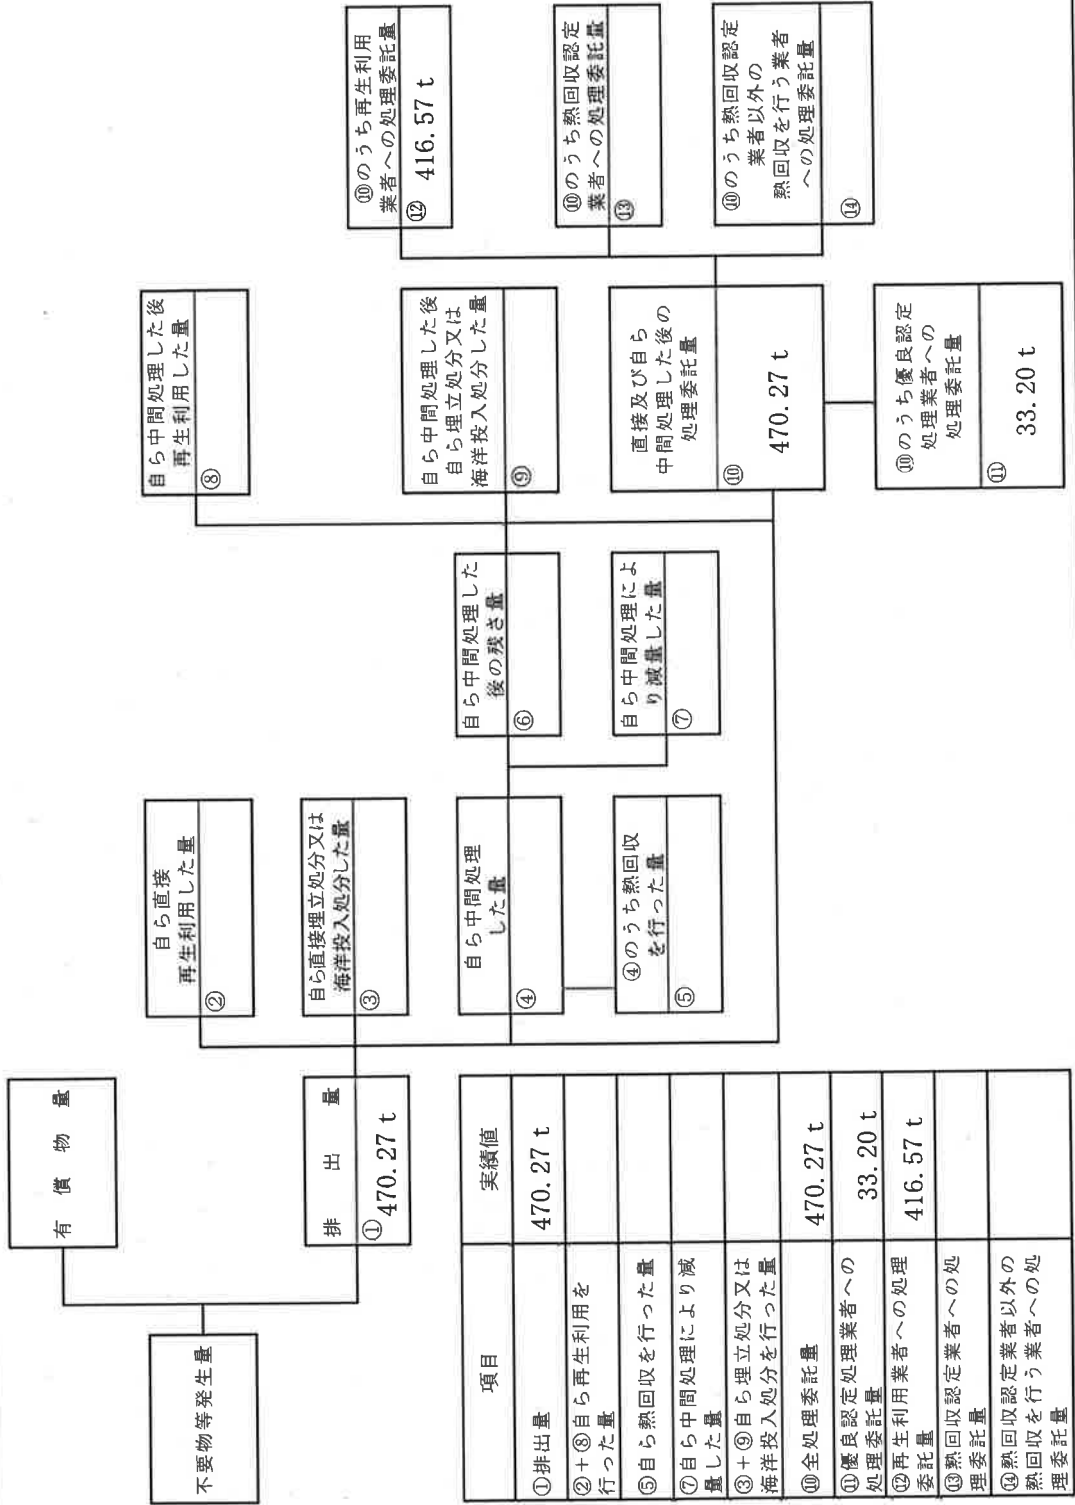 不要物等発生量
有償物量
排出量
① 470.27 t
自ら直接
再生利用した量
②
自ら直接埋立処分又は
海洋投入処分した量
③
自ら中間処理
した量
④
④のうち熱回収
を行った量
⑤
自ら中間処理した
後の残さ量
⑥
自ら中間処理によ
り減量した量
⑦
自ら中間処理した後
再生利用した量
⑧
自ら中間処理した後
自ら埋立処分又は
海洋投入処分した量
⑨
直接及び自ら
中間処理した後の
処理委託量
⑩
470.27 t
⑩のうち優良認定
処理業者への
処理委託量
⑪
33.20 t
⑩のうち再生利用
業者への処理委託量
⑫ 416.57 t
⑩のうち熱回収認定
業者への処理委託量
⑬
⑩のうち熱回収認定
業者以外の
熱回収を行う業者
への処理委託量
⑭
項目 実績値
①排出量 470.27 t
②+⑧自ら再生利用を
行った量
⑤自ら熱回収を行った量
⑦自ら中間処理により減
量した量
③+⑨自ら埋立処分又は
海洋投入処分を行った量
⑩全処理委託量 470.27 t
⑪優良認定処理業者への
処理委託量 33.20 t
⑫再生利用業者への処理
委託量 416.57 t
⑬熱回収認定業者への処
理委託量
⑭熱回収認定業者以外の
熱回収を行う業者への処
理委託量